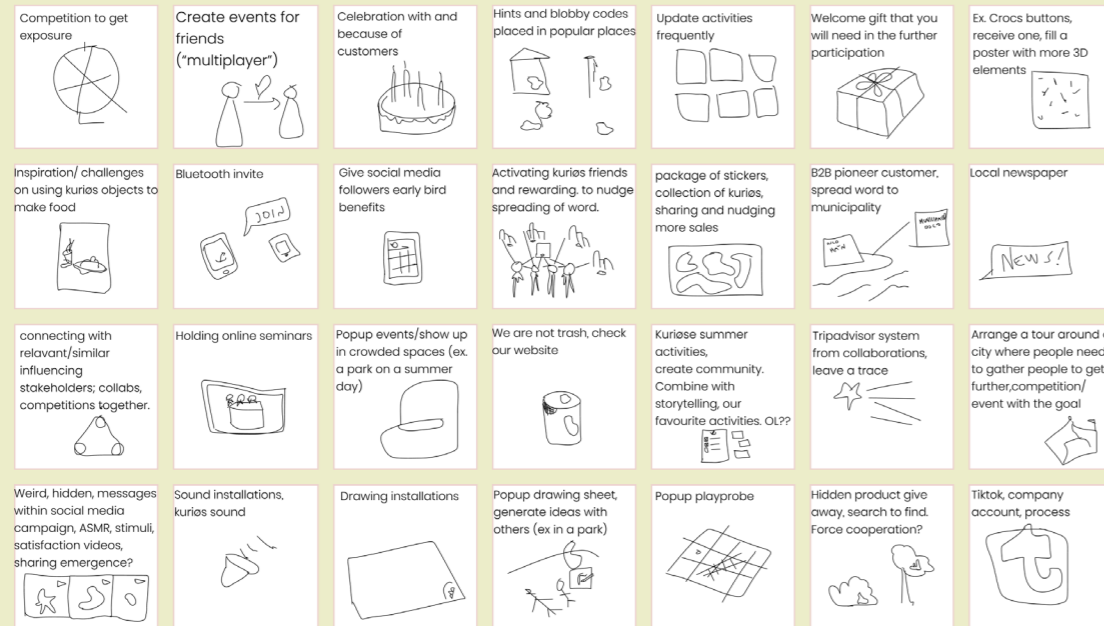 Competition to get
exposure
Create events for
friends
("multiplayer")
Celebration with and
because of
customers
Hints and blobby codes
placed in popular places
Update activities
frequently
Welcome gift that you
will need in the further
participation
Ex. Crocs buttons,
receive one, fill a
poster with more 3D
elements
Inspiration/ challenges
on using kuriøs objects to
make food
Bluetooth invite
JOIN
Give social media
followers early bird
benefits
Activating kuriøs friends
and rewarding. to nudge
spreading of word.
package of stickers,
collection of kuriøs,
sharing and nudging
more sales
B2B pioneer customer,
spread word to
municipality
Local newspaper
NEWS!
connecting with
relavant/similar
influencing
stakeholders; collabs,
competitions together.
Holding online seminars
Popup events/show up
in crowded spaces (ex.
a park on a summer
day)
We are not trash, check
our website
Kuriøse summer
activities,
create community.
Combine with
storytelling, our
favourite activities. OL??
Tripadvisor system
from collaborations,
leave a trace
Arrange a tour around
city where people need
to gather people to get
further,competition/
event with the goal
Weird, hidden, messages
within social media
campaign, ASMR, stimuli,
satisfaction videos,
sharing emergence?
Sound installations,
kuriøs sound
Drawing installations
Popup drawing sheet,
generate ideas with
others (ex in a park)
Popup playprobe
Hidden product give
away, search to find.
Force cooperation?
Tiktok, company
account, process